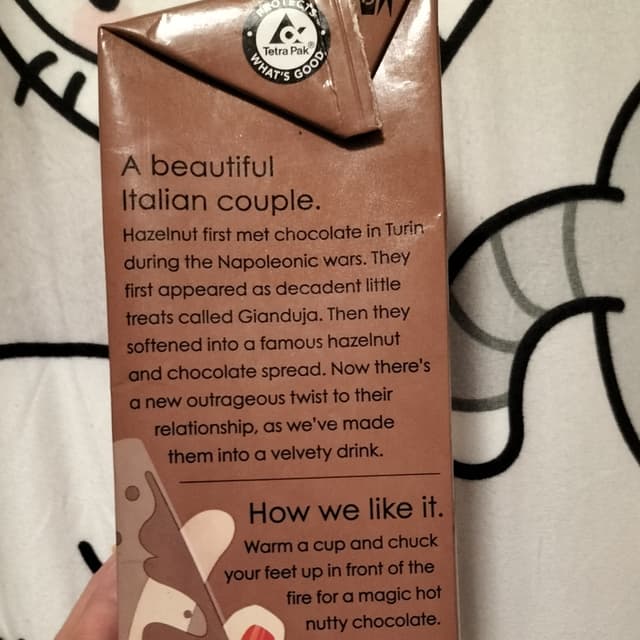 PROTECTS
Tetra Pak®
WHAT'S GOOD
A beautiful
Italian couple.
Hazelnut first met chocolate in Turin
during the Napoleonic wars. They
first appeared as decadent little
treats called Gianduja. Then they
softened into a famous hazelnut
and chocolate spread. Now there's
a new outrageous twist to their
relationship, as we've made
them into a velvety drink.
How we like it.
Warm a cup and chuck
your feet up in front of the
fire for a magic hot
nutty chocolate.